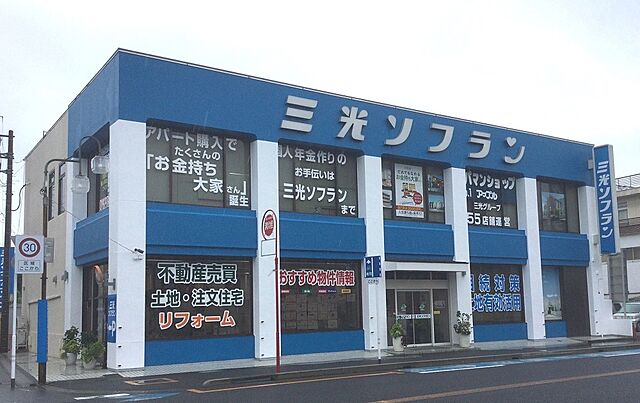 三光ソフラン
三光ソフラン
アパート購入で
たくさんの
「お金持ち
大家さん」
誕生
個人年金作りの
お手伝いは
三光ソフラン
まで
アパマンショップ
三光グループ
55店舗運営
不動産売買
土地・注文住宅
リフォーム
おすすめ物件情報
相続対策
土地有効活用
30
区域
ここから